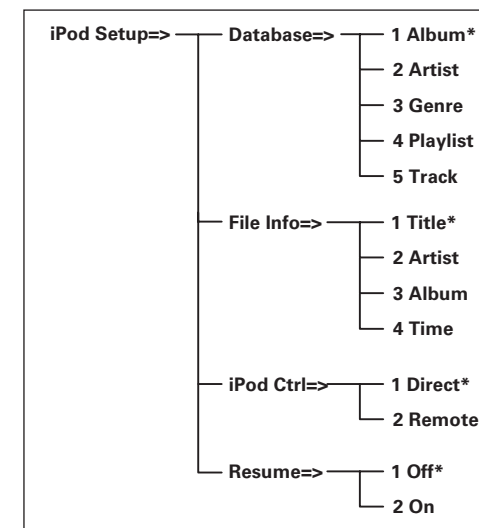 iPod Setup=> Database=> 1 Album*
2 Artist
3 Genre
4 Playlist
5 Track
File Info=> 1 Title*
2 Artist
3 Album
4 Time
iPod Ctrl=> 1 Direct*
2 Remote
Resume=> 1 Off*
2 On